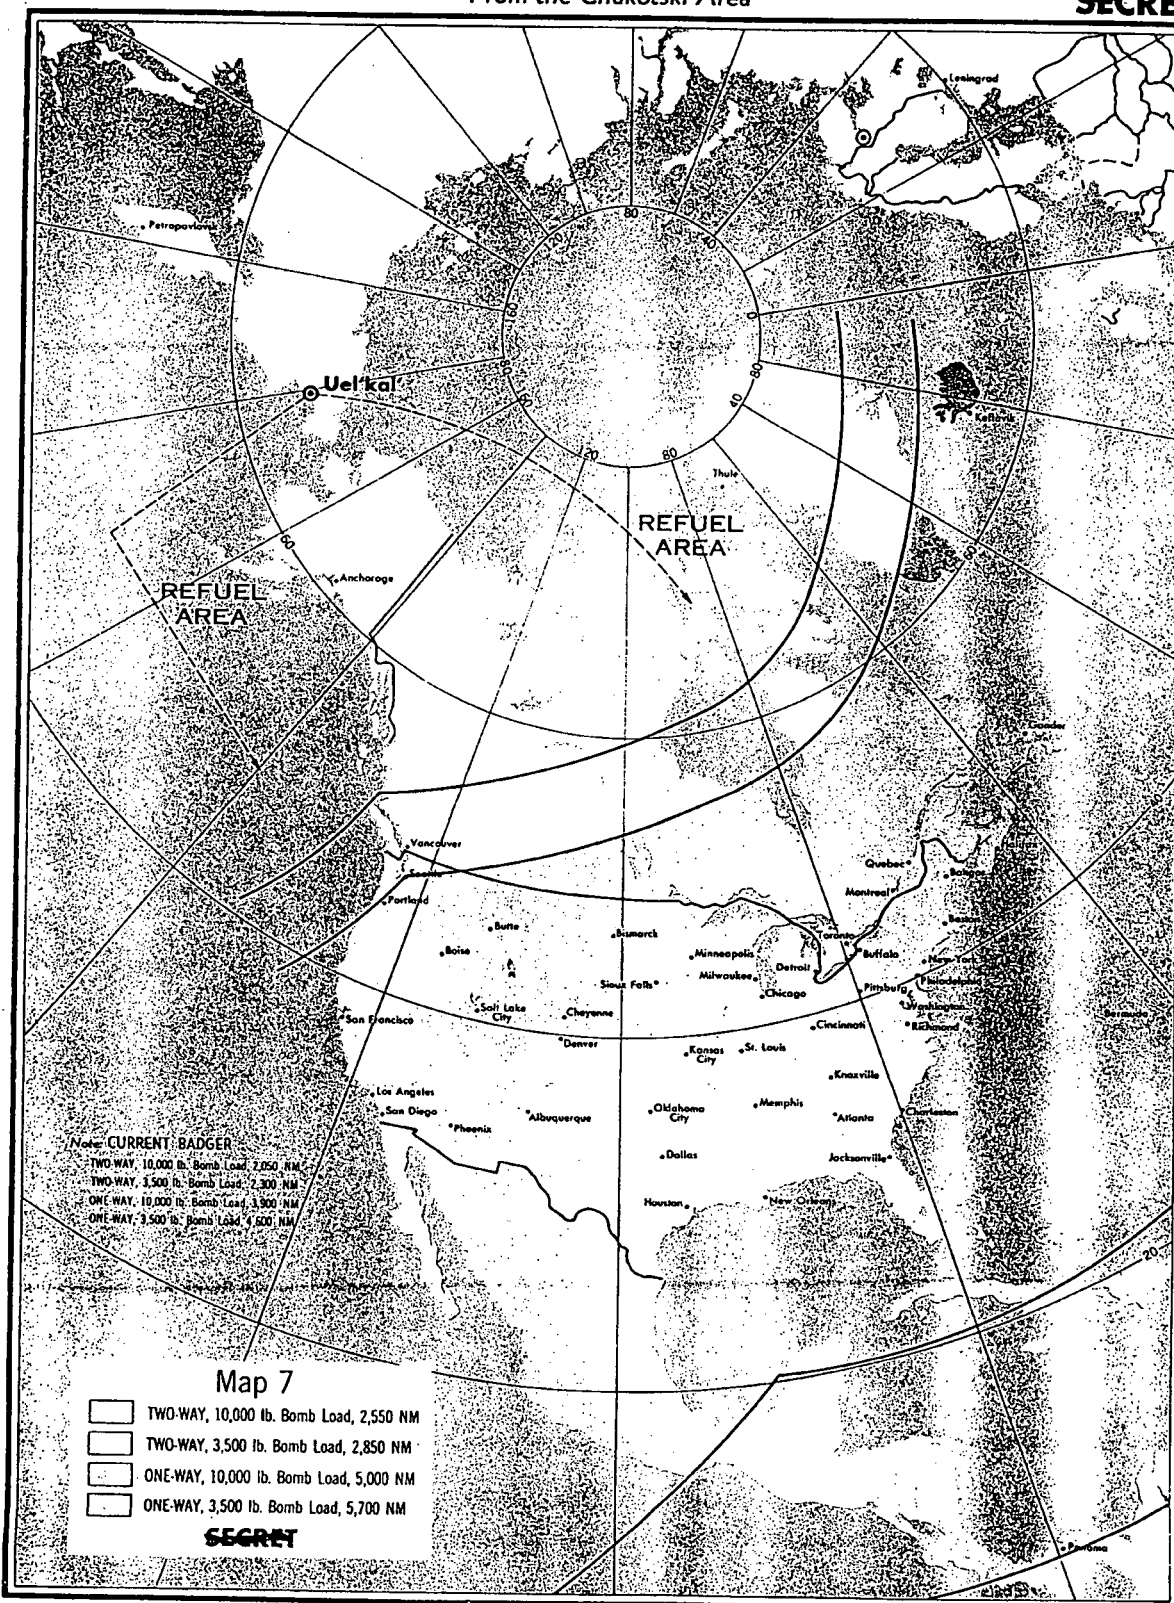 From the Chukotski Area
SECRE
Leningrad
Petropavlovsk
80
120
40
160
0
Uel'kal'
80
40
60
Keflavik
20
80
Thule
REFUEL
AREA
60
60
Anchorage
REFUEL
AREA
Gander
Vancouver
Halifax
Quebec
Seattle
Bangor
Montreal
Portland
Boston
Butte
Bismarck
Toronto
Boise
Minneapolis
Buffalo
New York
Milwaukee
Detroit
Sioux Falls
Philadelphia
Chicago
Pittsburg
Salt Lake
City
Cheyenne
Washington
Bermuda
San Francisco
Cincinnati
Richmond
Denver
Kansas
City
St. Louis
Knoxville
Los Angeles
San Diego
Albuquerque
Oklahoma
City
Memphis
Atlanta
Charleston
Phoenix
Note: CURRENT BADGER
TWO-WAY, 10,000 lb. Bomb Load, 2,050 NM
TWO-WAY, 3,500 lb. Bomb Load, 2,300 NM
ONE-WAY, 10,000 lb. Bomb Load, 3,900 NM
ONE-WAY, 3,500 lb. Bomb Load, 4,600 NM
Dallas
Jacksonville
Houston
New Orleans
20
Map 7
TWO-WAY, 10,000 lb. Bomb Load, 2,550 NM
TWO-WAY, 3,500 lb. Bomb Load, 2,850 NM
ONE-WAY, 10,000 lb. Bomb Load, 5,000 NM
ONE-WAY, 3,500 lb. Bomb Load, 5,700 NM
SECRET
Panama